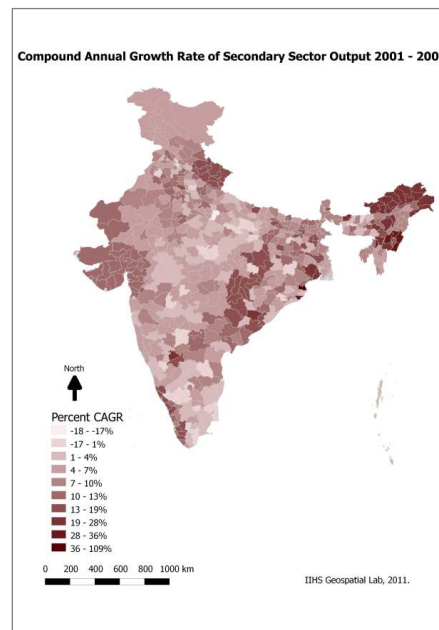 Compound Annual Growth Rate of Secondary Sector Output 2001 - 200
North
Percent CAGR
-18 - -17%
-17 - 1%
1 - 4%
4 - 7%
7 - 10%
10 - 13%
13 - 19%
19 - 28%
28 - 36%
36 - 109%
0 200 400 600 800 1000 km
IIHS Geospatial Lab, 2011.